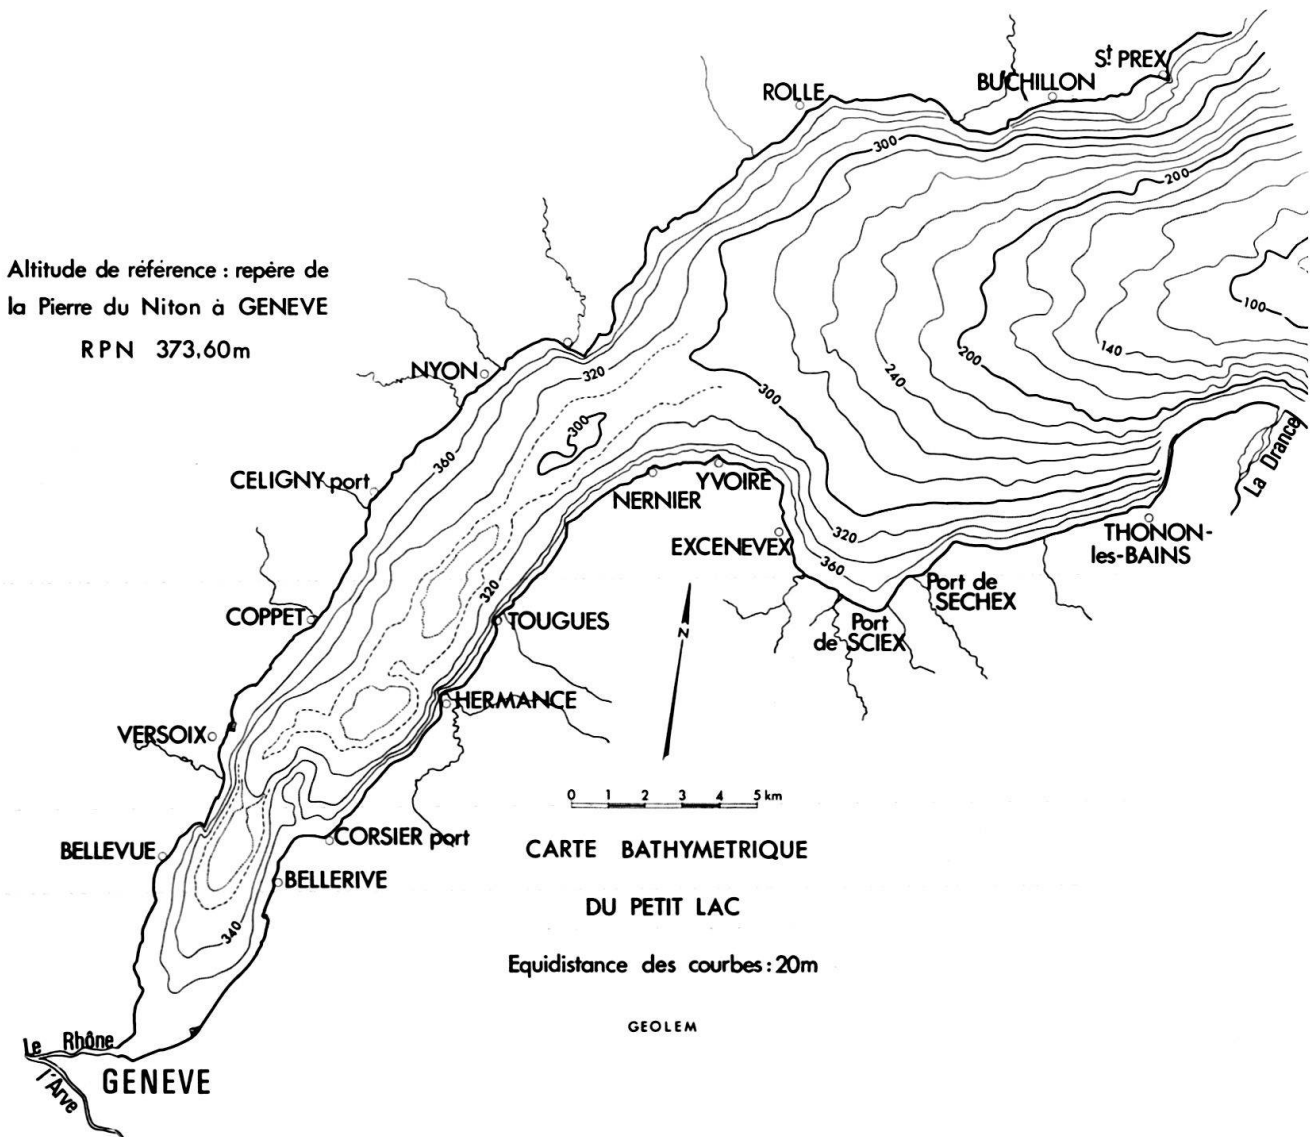 St PREX
BUCHILLON
ROLLE
300
200
Altitude de référence : repère de
la Pierre du Niton à GENEVE
RPN 373,60m
100
140
200
240
NYON
320
300
300
360
La Drance
CELIGNY port
YVOIRE
NERNIER
320
EXCENEVEX
THONON-
les-BAINS
360
Port de
SECHEX
320
COPPET
TOUGUES
Port
de SCIEX
N
HERMANCE
VERSOIX
0 1 2 3 4 5 km
CORSIER port
BELLEVUE
CARTE BATHYMETRIQUE
BELLERIVE
DU PETIT LAC
340
Equidistance des courbes : 20m
GEOLEM
Le Rhône
GENEVE
l'Arve